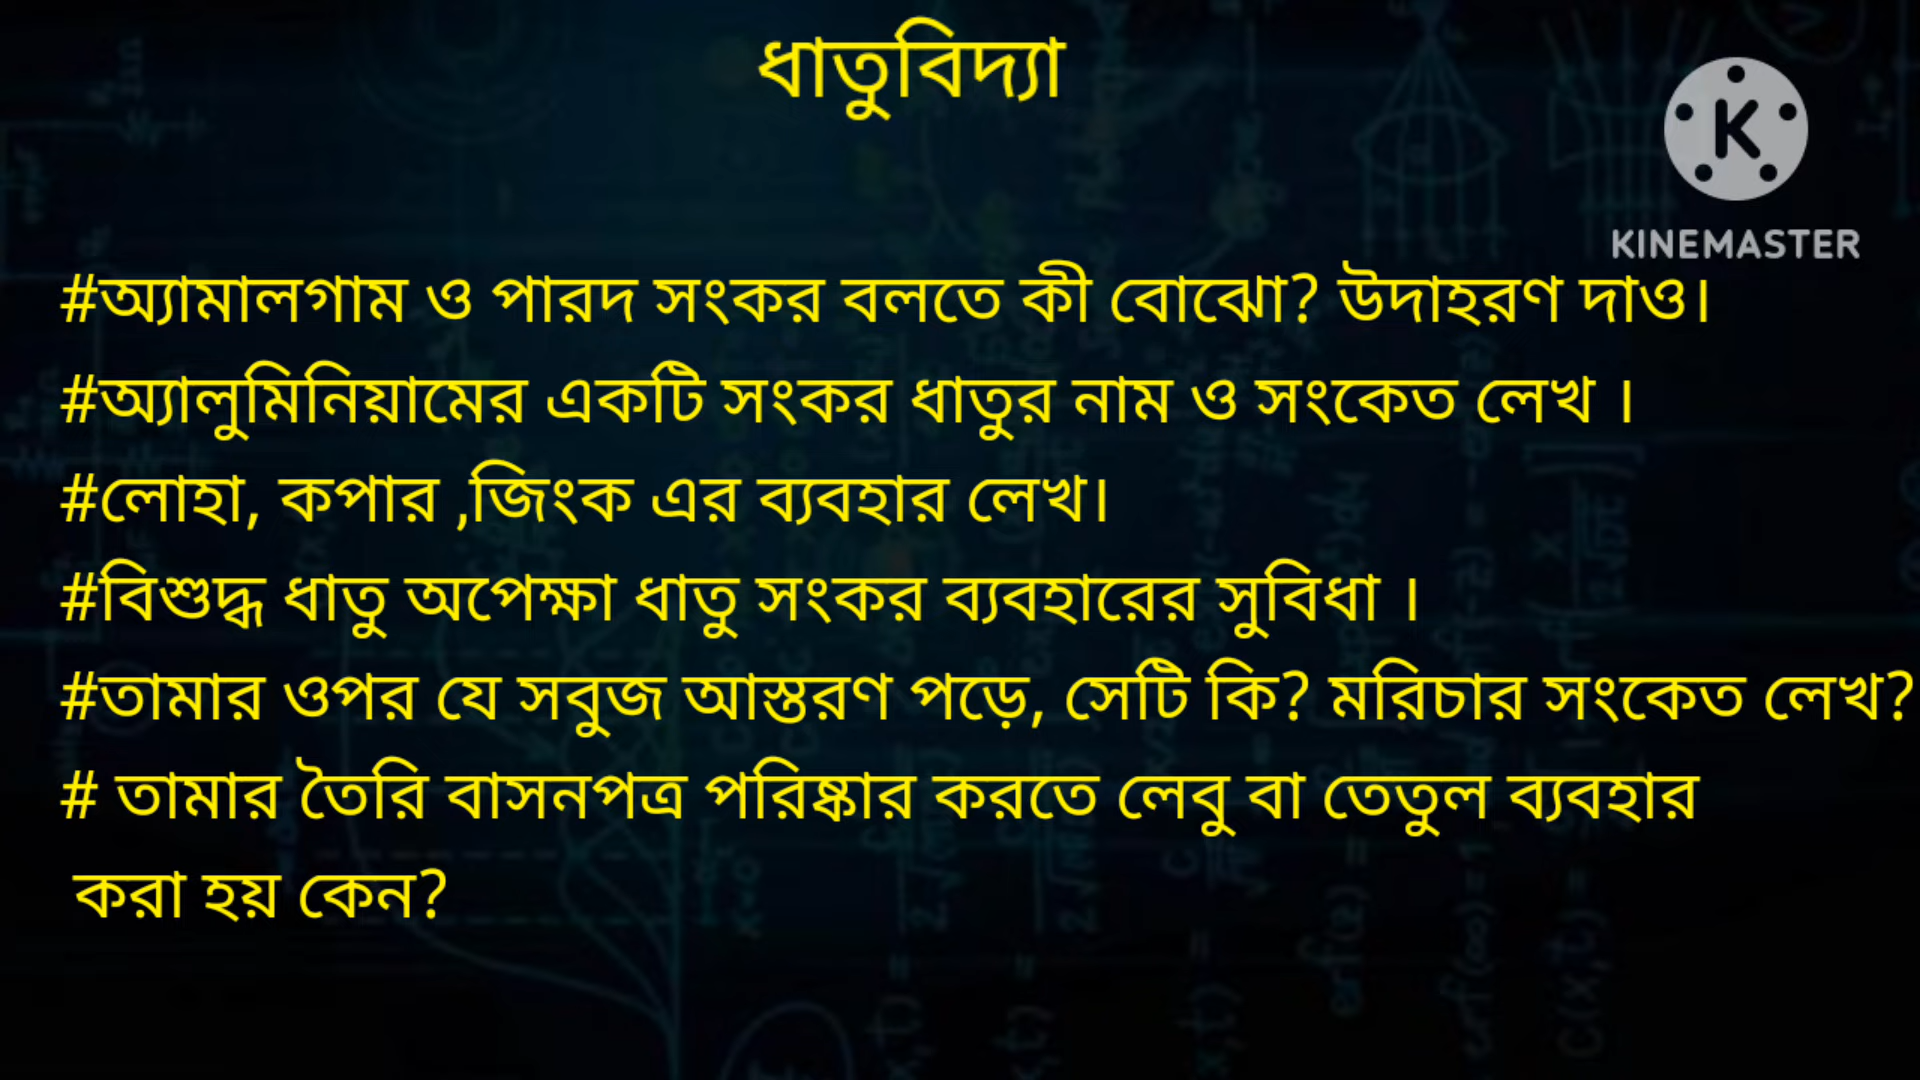 ধাতুবিদ্যা
KINEMASTER
#অ্যামালগাম ও পারদ সংকর বলতে কী বোঝো? উদাহরণ দাও।
#অ্যালুমিনিয়ামের একটি সংকর ধাতুর নাম ও সংকেত লেখ ।
#লোহা, কপার ,জিংক এর ব্যবহার লেখ।
#বিশুদ্ধ ধাতু অপেক্ষা ধাতু সংকর ব্যবহারের সুবিধা ।
#তামার ওপর যে সবুজ আস্তরণ পড়ে, সেটি কি? মরিচার সংকেত লেখ?
# তামার তৈরি বাসনপত্র পরিষ্কার করতে লেবু বা তেতুল ব্যবহার
করা হয় কেন?